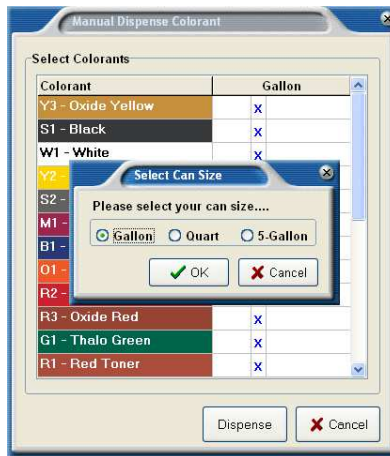 Manual Dispense Colorant
Select Colorants
Colorant Gallon
Y3 - Oxide Yellow x
S1 - Black x
W1 - White x
Y2 -
S2 -
M1 -
B1 -
O1 -
R2 -
Select Can Size
Please select your can size....
Gallon Quart 5-Gallon
OK Cancel
R3 - Oxide Red x
G1 - Thalo Green x
R1 - Red Toner x
Dispense Cancel